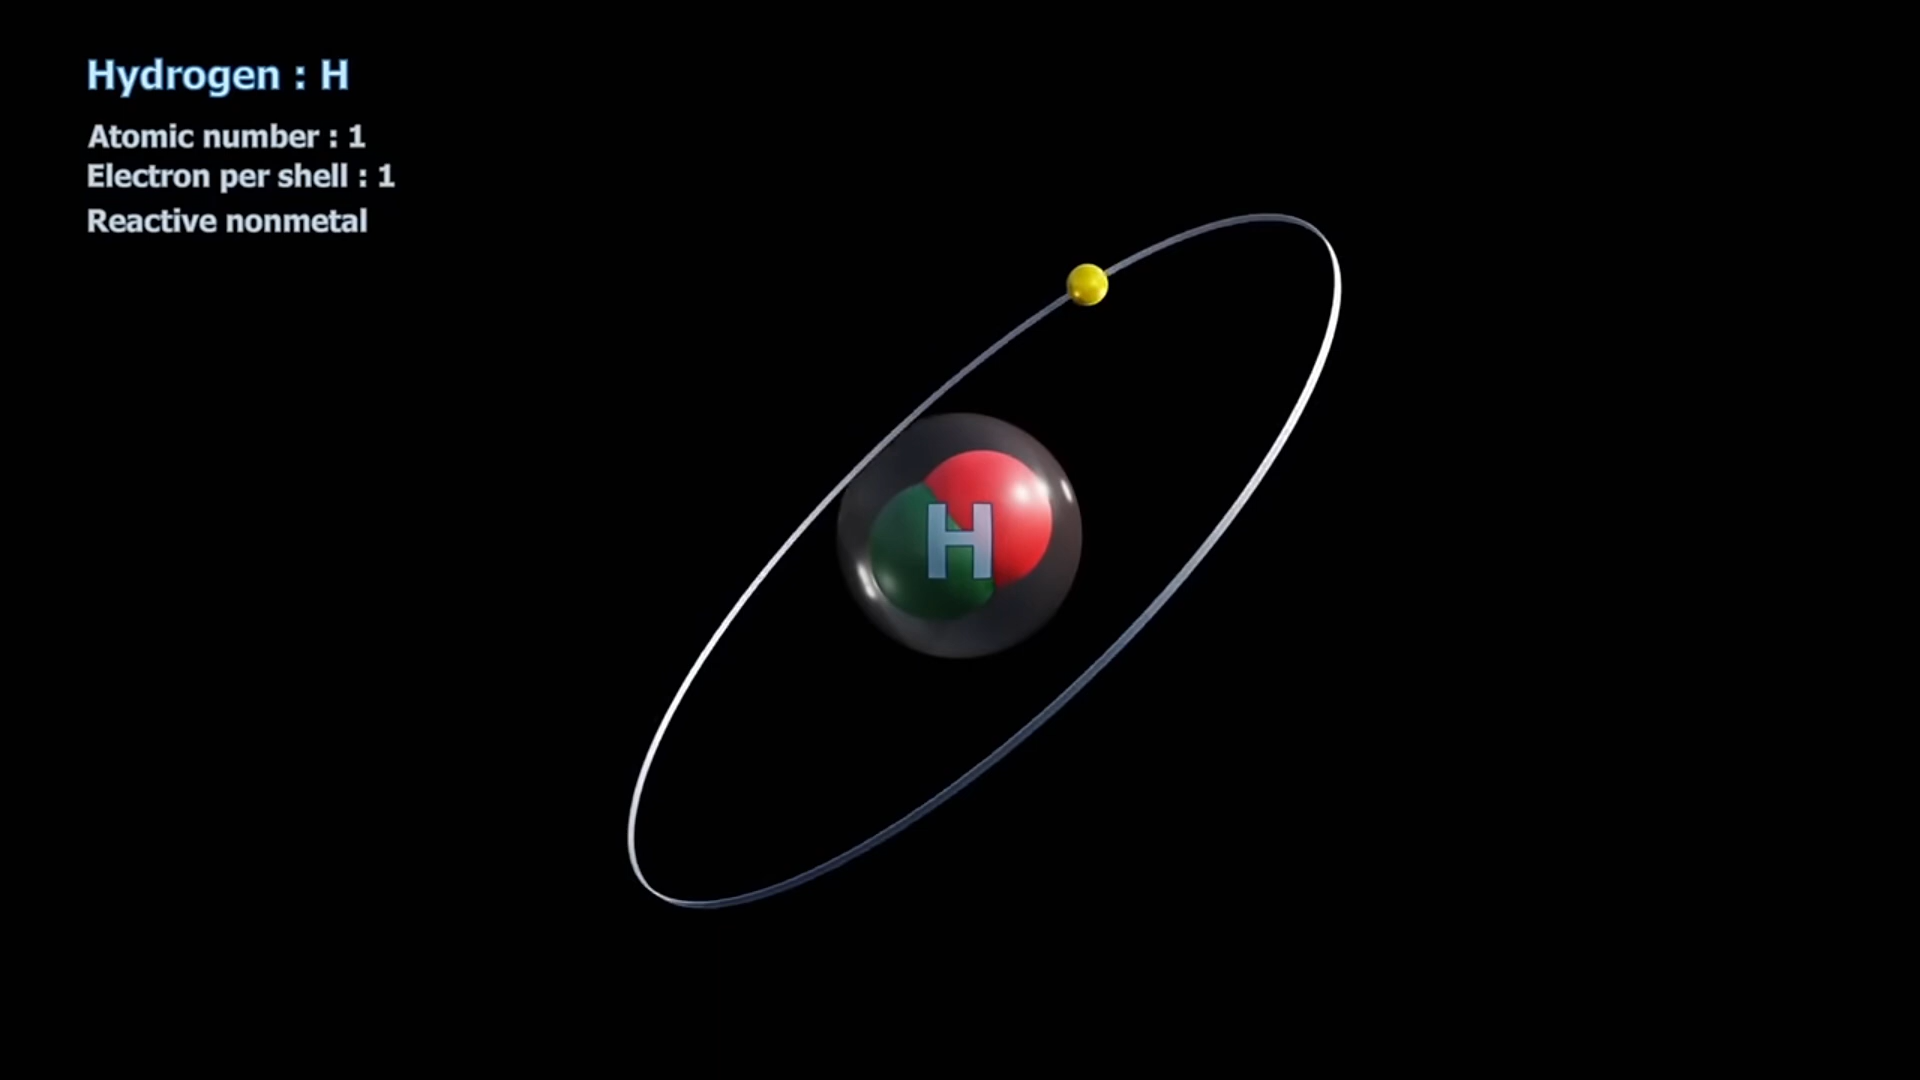 Hydrogen : H
Atomic number : 1
Electron per shell : 1
Reactive nonmetal
H